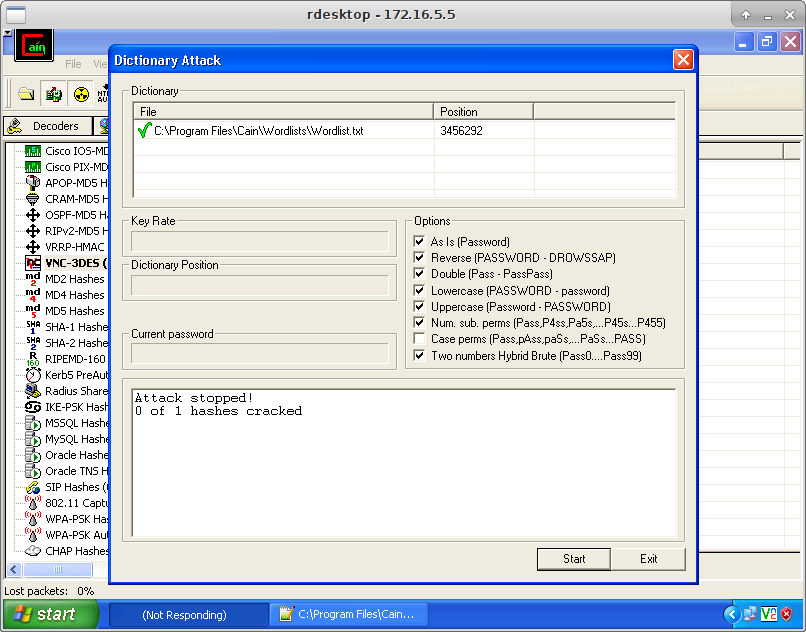 rdesktop - 172.16.5.5
Cain
File
Dictionary Attack
Dictionary
File Position
C:\Program Files\Cain\Wordlists\Wordlist.txt 3456292
Decoders
Cisco IOS-MD
Cisco PIX-MD
APOP-MD5 H
CRAM-MD5 H
OSPF-MD5 H
RIPv2-MD5 H
VRRP-HMAC
VNC-3DES (
MD2 Hashes
MD4 Hashes
MD5 Hashes
SHA-1 Hashe
SHA-2 Hashe
RIPEMD-160
Kerb5 PreAut
Radius Share
IKE-PSK Hash
MSSQL Hashe
MySQL Hashe
Oracle Hashe
Oracle TNS H
SIP Hashes (
802.11 Captu
WPA-PSK Has
WPA-PSK Aut
CHAP Hashes
Key Rate
Dictionary Position
Current password
Options
As Is (Password)
Reverse (PASSWORD - DROWSSAP)
Double (Pass - PassPass)
Lowercase (PASSWORD - password)
Uppercase (Password - PASSWORD)
Num. sub. perms (Pass,P4ss,Pa5s,...P45s...P455)
Case perms (Pass,pAss,paSs,...PaSs...PASS)
Two numbers Hybrid Brute (Pass0....Pass99)
Attack stopped!
0 of 1 hashes cracked
Start Exit
Lost packets: 0%
start (Not Responding) C:\Program Files\Cain...